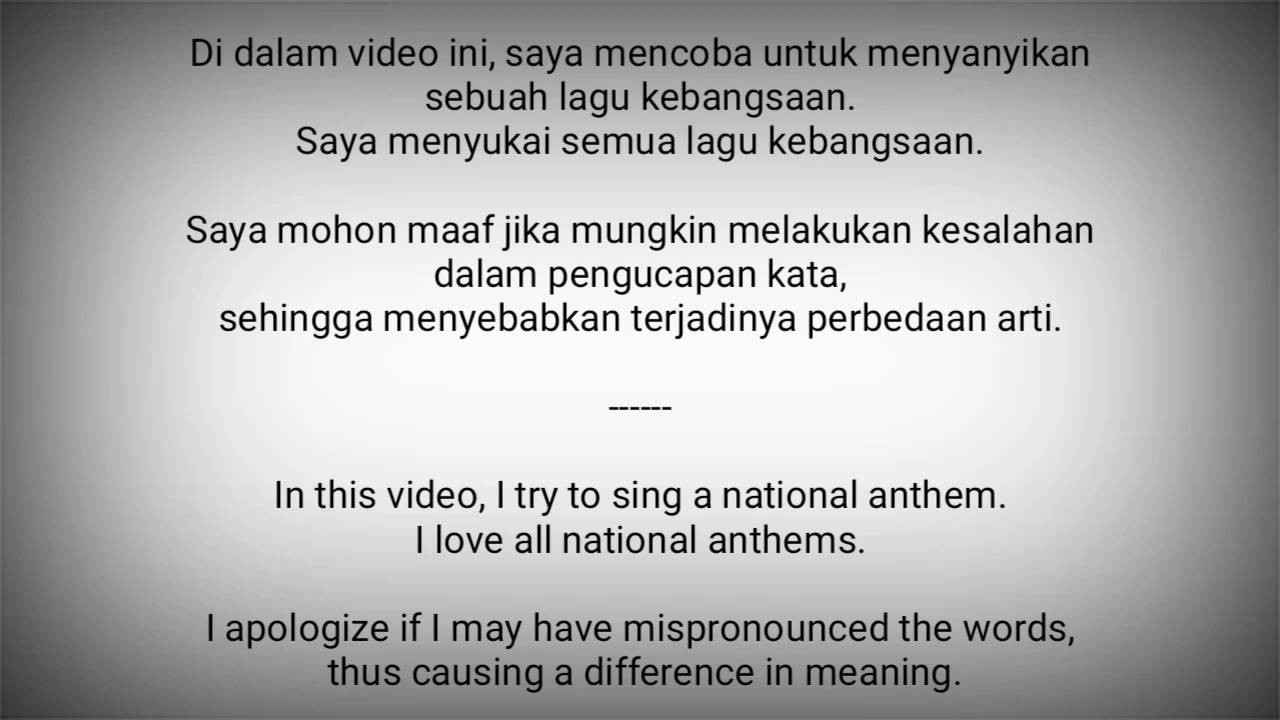 Di dalam video ini, saya mencoba untuk menyanyikan
sebuah lagu kebangsaan.
Saya menyukai semua lagu kebangsaan.
Saya mohon maaf jika mungkin melakukan kesalahan
dalam pengucapan kata,
sehingga menyebabkan terjadinya perbedaan arti.
------
In this video, I try to sing a national anthem.
I love all national anthems.
I apologize if I may have mispronounced the words,
thus causing a difference in meaning.